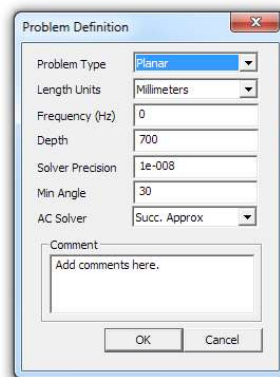 Problem Definition
Problem Type Planar
Length Units Millimeters
Frequency (Hz) 0
Depth 700
Solver Precision 1e-008
Min Angle 30
AC Solver Succ. Approx
Comment
Add comments here.
OK Cancel